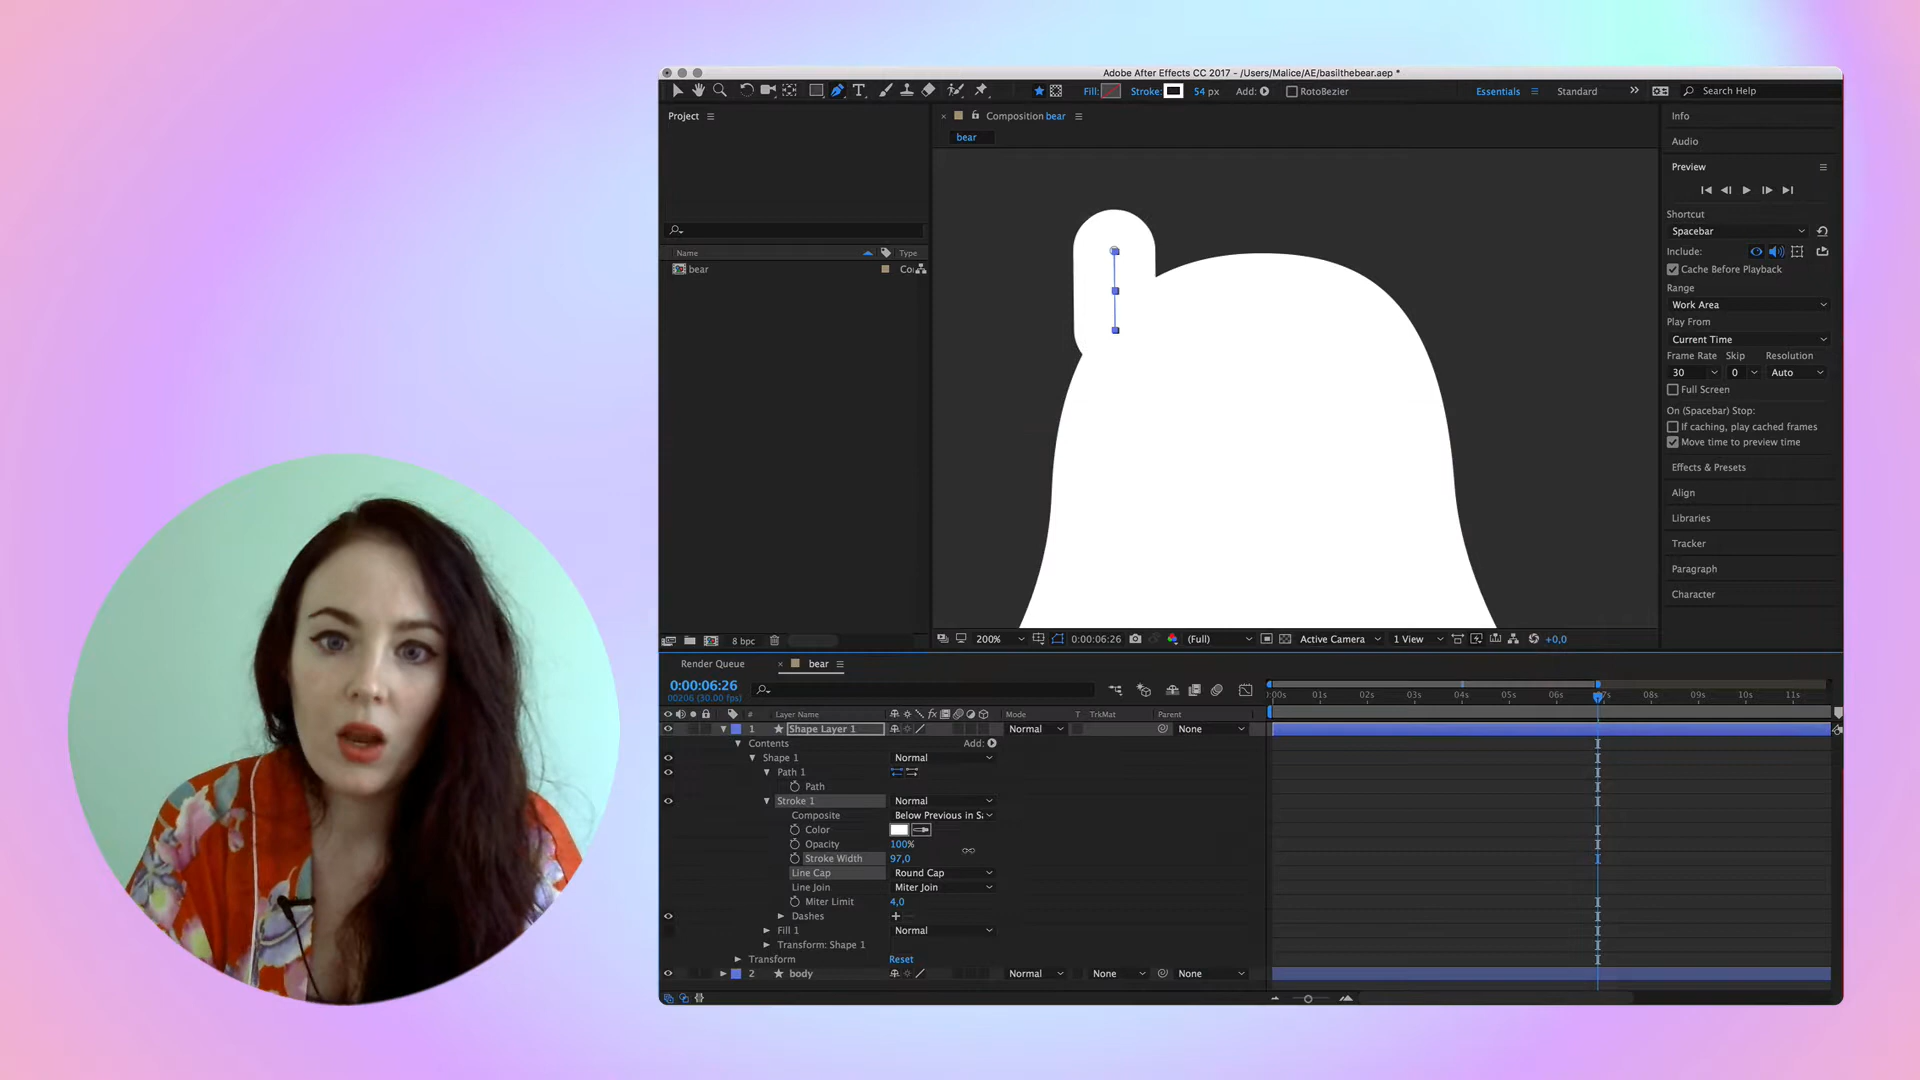 Adobe After Effects CC 2017 - /Users/Malice/AE/basilthebear.aep *
Fill: Stroke: 54 px Add: RotoBezier Essentials Standard Search Help
Project
Composition bear
bear
Name Type
bear
8 bpc
200% 0:00:06:26 (Full) Active Camera 1 View +0,0
Info
Audio
Preview
Shortcut
Spacebar
Include:
Cache Before Playback
Range
Work Area
Play From
Current Time
Frame Rate Skip Resolution
30 0 Auto
Full Screen
On (Spacebar) Stop:
If caching, play cached frames
Move time to preview time
Effects & Presets
Align
Libraries
Tracker
Paragraph
Character
Render Queue bear
0:00:06:26
00206 (30.00 fps)
:00s 01s 02s 03s 04s 05s 06s 7s 08s 09s 10s 11s
# Layer Name Mode T TrkMat Parent
1 Shape Layer 1 Normal None
Contents Add:
Shape 1 Normal
Path 1
Path
Stroke 1 Normal
Composite Below Previous in Sa
Color
Opacity 100%
Stroke Width 97,0
Line Cap Round Cap
Line Join Miter Join
Miter Limit 4,0
Dashes
Fill 1 Normal
Transform: Shape 1
Transform Reset
2 body Normal None None